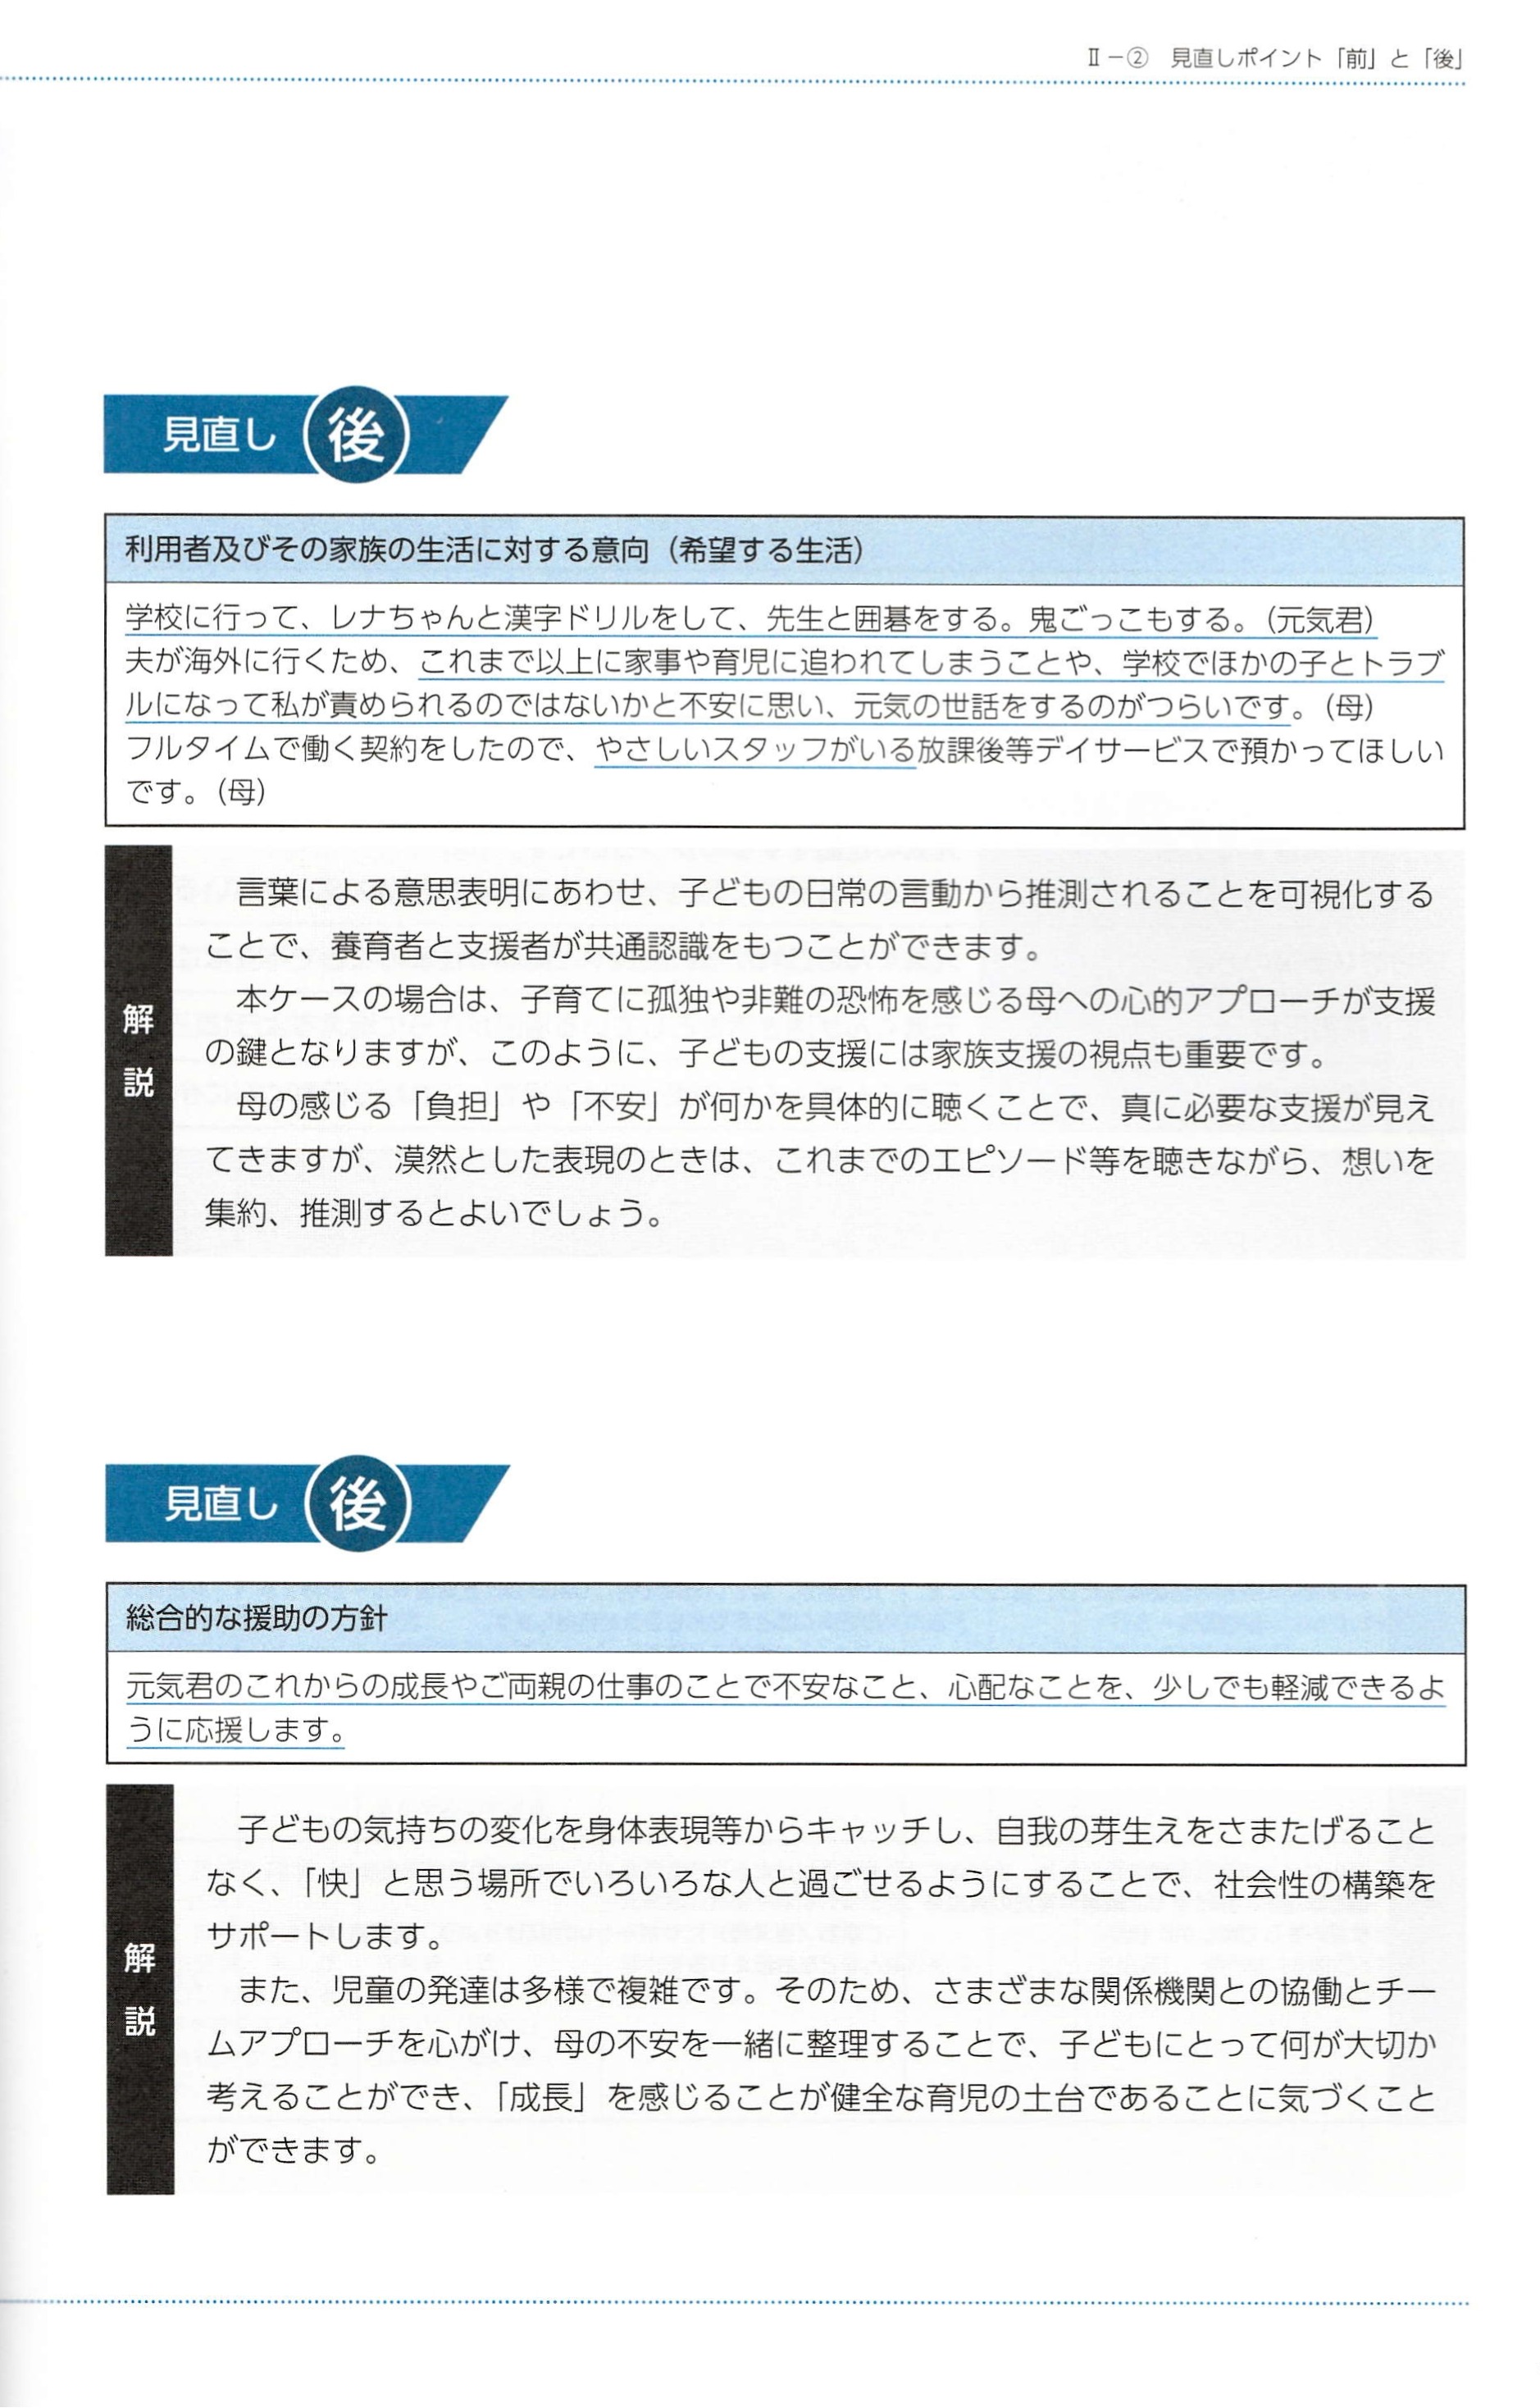 Ⅱ−② 見直しポイント「前」と「後」
見直し 後
利用者及びその家族の生活に対する意向（希望する生活）
学校に行って、レナちゃんと漢字ドリルをして、先生と囲碁をする。鬼ごっこもする。（元気君）
夫が海外に行くため、これまで以上に家事や育児に追われてしまうことや、学校でほかの子とトラブ
ルになって私が責められるのではないかと不安に思い、元気の世話をするのがつらいです。（母）
フルタイムで働く契約をしたので、やさしいスタッフがいる放課後等デイサービスで預かってほしい
です。（母）
解説
言葉による意思表明にあわせ、子どもの日常の言動から推測されることを可視化する
ことで、養育者と支援者が共通認識をもつことができます。
本ケースの場合は、子育てに孤独や非難の恐怖を感じる母への心的アプローチが支援
の鍵となりますが、このように、子どもの支援には家族支援の視点も重要です。
母の感じる「負担」や「不安」が何かを具体的に聴くことで、真に必要な支援が見え
てきますが、漠然とした表現のときは、これまでのエピソード等を聴きながら、想いを
集約、推測するとよいでしょう。
見直し 後
総合的な援助の方針
元気君のこれからの成長やご両親の仕事のことで不安なこと、心配なことを、少しでも軽減できるよ
うに応援します。
解説
子どもの気持ちの変化を身体表現等からキャッチし、自我の芽生えをさまたげること
なく、「快」と思う場所でいろいろな人と過ごせるようにすることで、社会性の構築を
サポートします。
また、児童の発達は多様で複雑です。そのため、さまざまな関係機関との協働とチー
ムアプローチを心がけ、母の不安を一緒に整理することで、子どもにとって何が大切か
考えることができ、「成長」を感じることが健全な育児の土台であることに気づくこと
ができます。